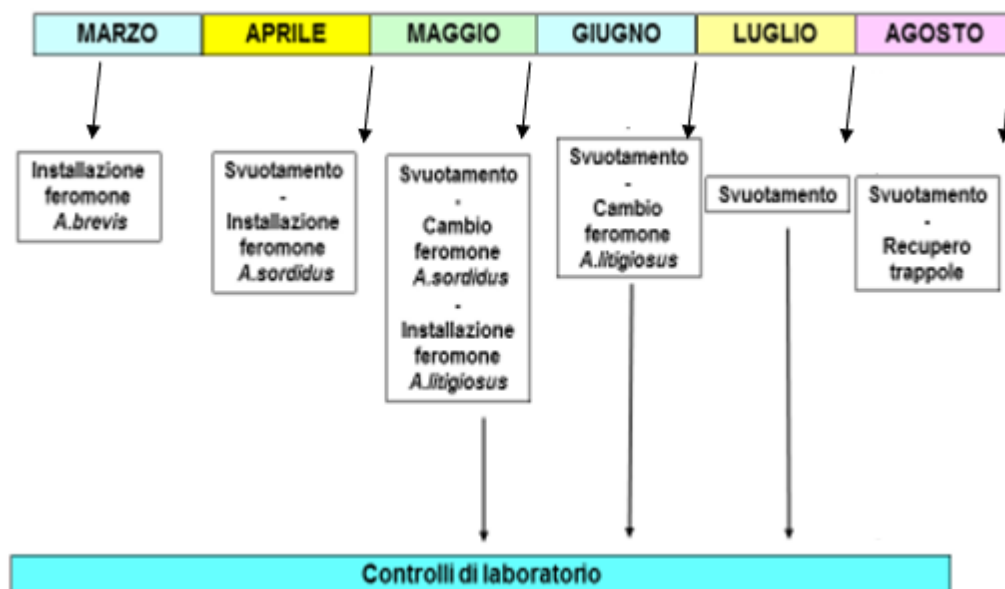 MARZO APRILE MAGGIO GIUGNO LUGLIO AGOSTO
Installazione
feromone
A.brevis
Svuotamento
-
Installazione
feromone
A.sordidus
Svuotamento
-
Cambio
feromone
A.sordidus
-
Installazione
feromone
A.litigiosus
Svuotamento
-
Cambio
feromone
A.litigiosus
Svuotamento
Svuotamento
-
Recupero
trappole
Controlli di laboratorio